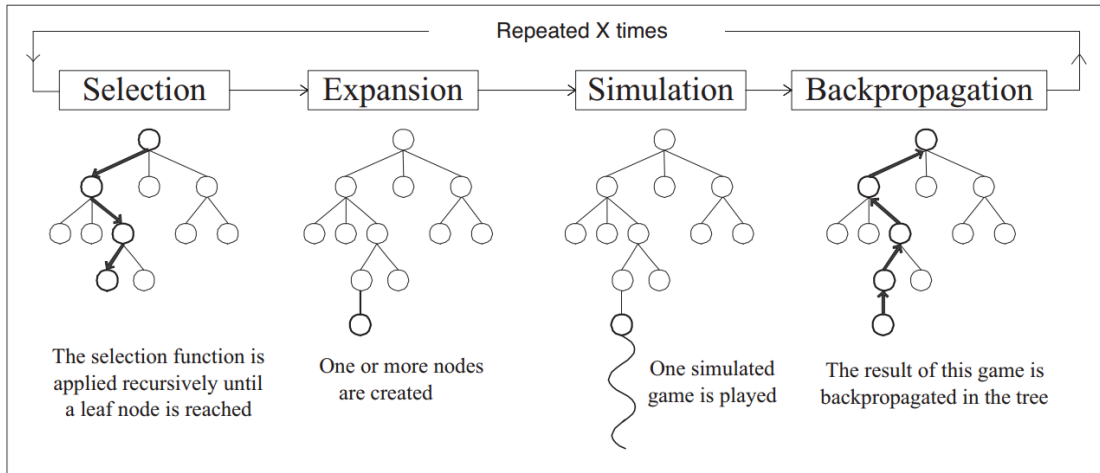 Repeated X times
Selection
Expansion
Simulation
Backpropagation
The selection function is
applied recursively until
a leaf node is reached
One or more nodes
are created
One simulated
game is played
The result of this game is
backpropagated in the tree